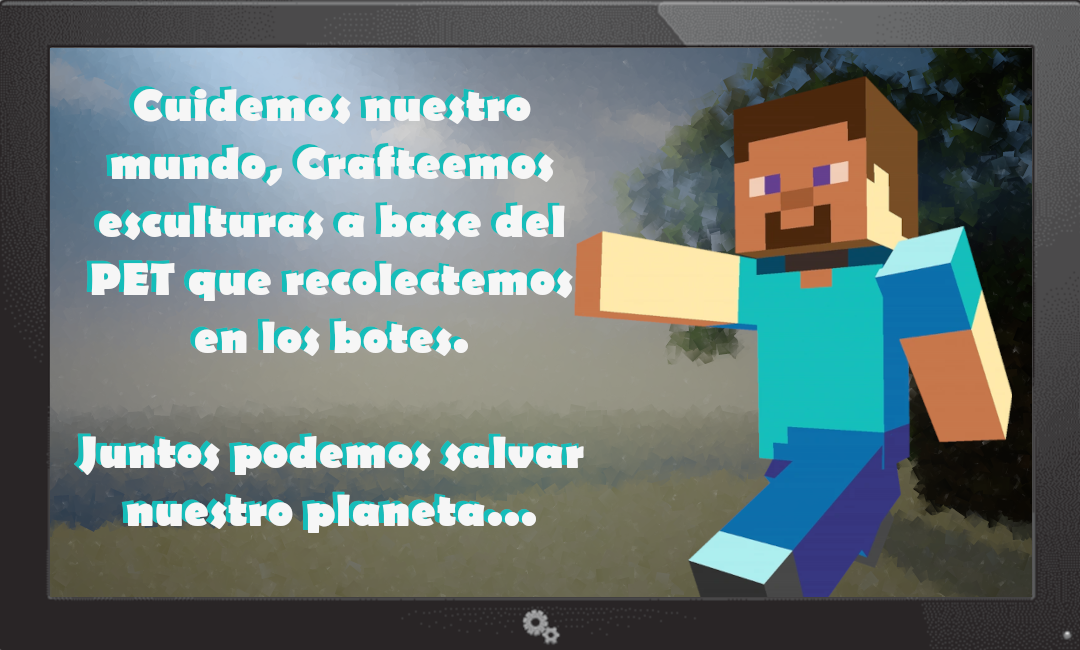 Cuidemos nuestro
mundo, Crafteemos
esculturas a base del
PET que recolectemos
en los botes.
Juntos podemos salvar
nuestro planeta...